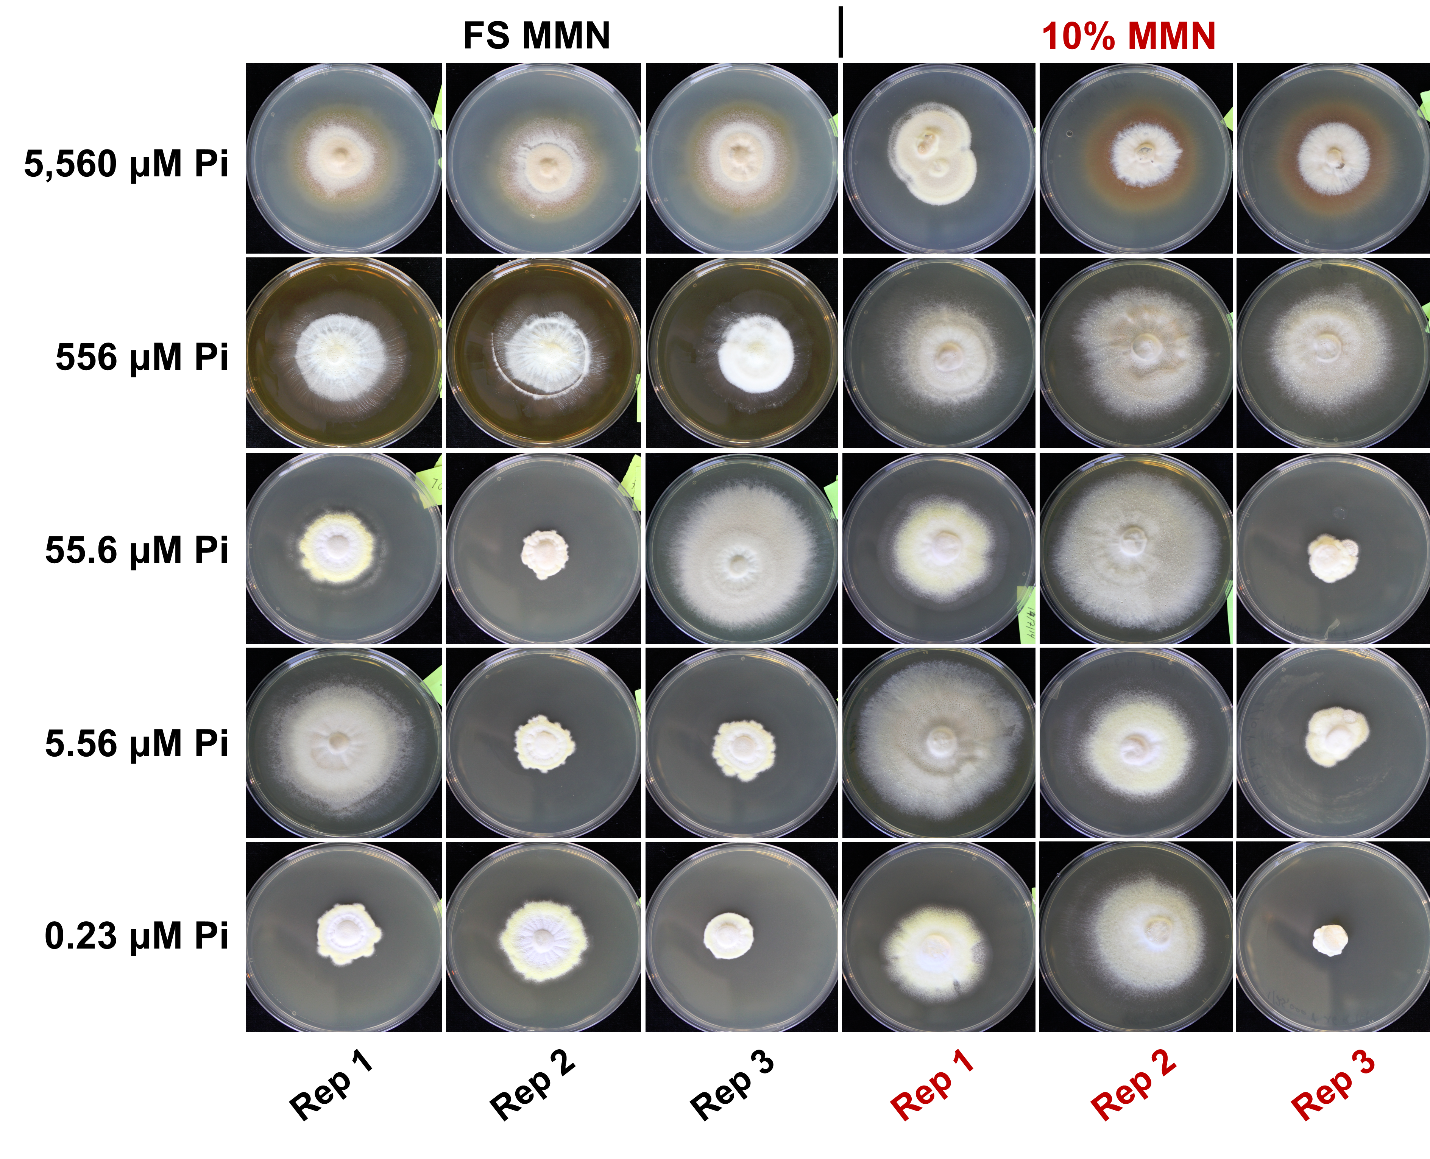 FS MMN
10% MMN
5,560 µM Pi
556 µM Pi
55.6 µM Pi
5.56 µM Pi
0.23 µM Pi
Rep 1
Rep 2
Rep 3
Rep 1
Rep 2
Rep 3